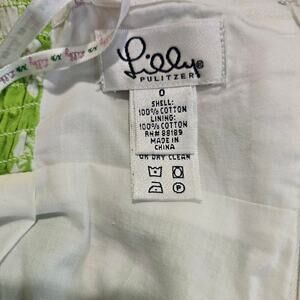 Lilly®
PULITZER
0
SHELL:
100% COTTON
LINING:
100% COTTON
RN# 88189
MADE IN
CHINA
OR DRY CLEAN
P